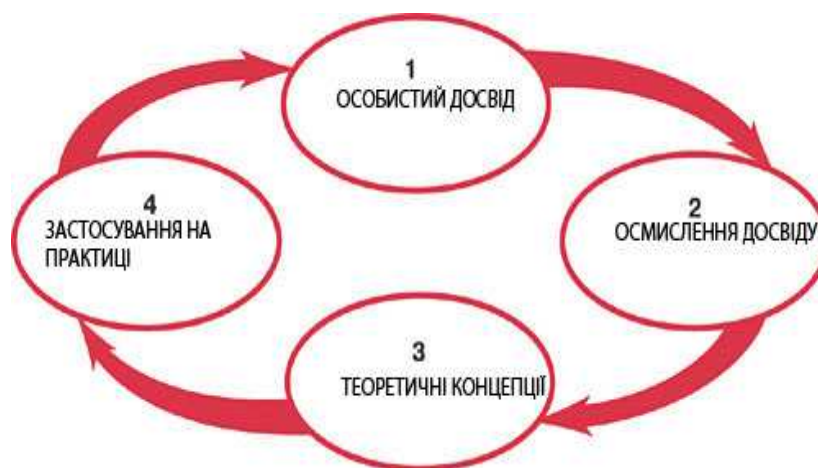 1
ОСОБИСТИЙ ДОСВІД
2
ОСМИСЛЕННЯ ДОСВІДУ
3
ТЕОРЕТИЧНІ КОНЦЕПЦІЇ
4
ЗАСТОСУВАННЯ НА
ПРАКТИЦІ